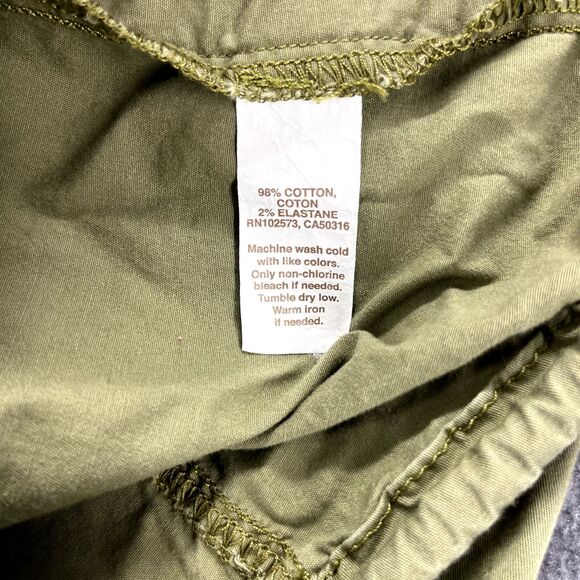 98% COTTON,
COTON
2% ELASTANE
RN102573, CA50316
Machine wash cold
with like colors.
Only non-chlorine
bleach if needed.
Tumble dry low.
Warm iron
if needed.